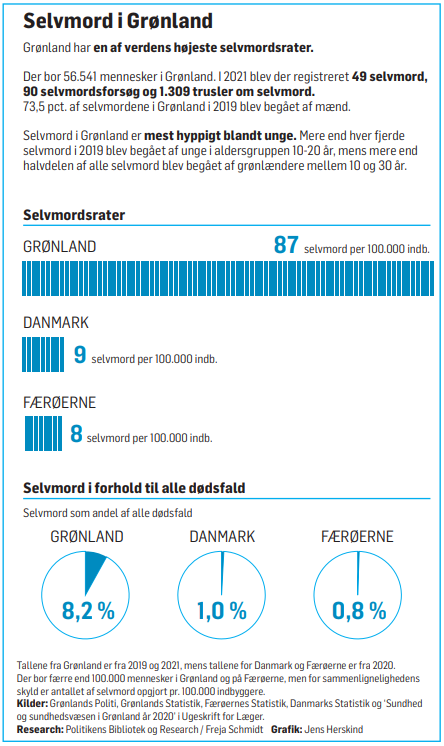 Selvmord i Grønland
Grønland har en af verdens højeste selvmordsrater.
Der bor 56.541 mennesker i Grønland. I 2021 blev der registreret 49 selvmord,
90 selvmordsforsøg og 1.309 trusler om selvmord.
73,5 pct. af selvmordene i Grønland i 2019 blev begået af mænd.
Selvmord i Grønland er mest hyppigt blandt unge. Mere end hver fjerde
selvmord i 2019 blev begået af unge i aldersgruppen 10-20 år, mens mere end
halvdelen af alle selvmord blev begået af grønlændere mellem 10 og 30 år.
Selvmordsrater
GRØNLAND
87 selvmord per 100.000 indb.
DANMARK
9 selvmord per 100.000 indb.
FÆRØERNE
8 selvmord per 100.000 indb.
Selvmord i forhold til alle dødsfald
Selvmord som andel af alle dødsfald
GRØNLAND DANMARK FÆRØERNE
8,2 % 1,0 % 0,8 %
Tallene fra Grønland er fra 2019 og 2021, mens tallene for Danmark og Færøerne er fra 2020.
Der bor færre end 100.000 mennesker i Grønland og på Færøerne, men for sammenlignelighedens
skyld er antallet af selvmord opgjort pr. 100.000 indbyggere.
Kilder: Grønlands Politi, Grønlands Statistik, Færøernes Statistik, Danmarks Statistik og 'Sundhed
og sundhedsvæsen i Grønland år 2020' i Ugeskrift for Læger.
Research: Politikens Bibliotek og Research / Freja Schmidt Grafik: Jens Herskind